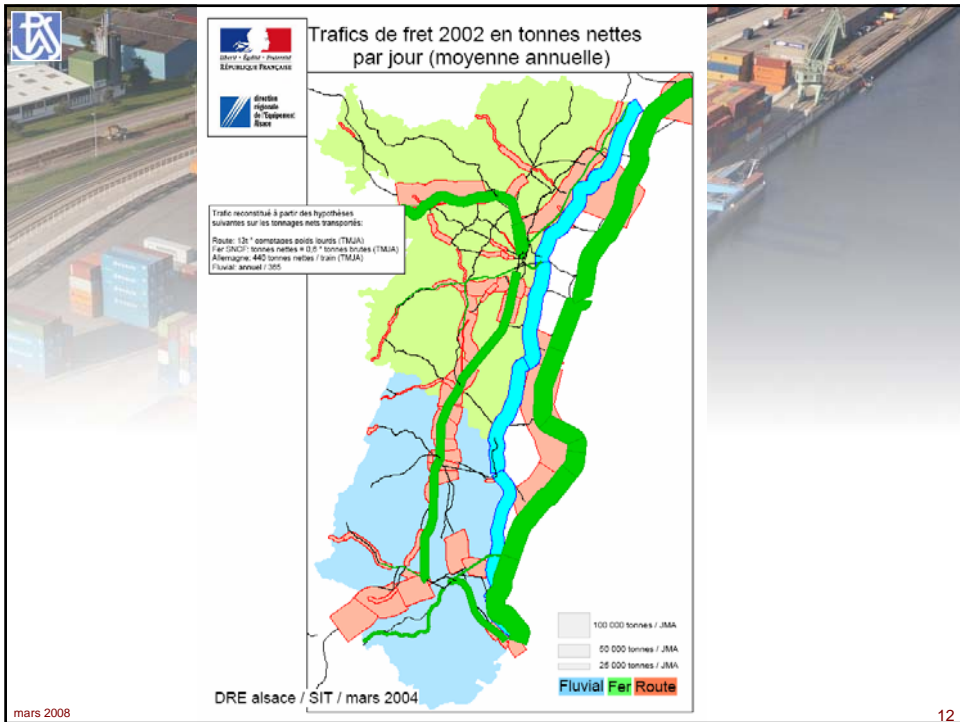 Liberté • Égalité • Fraternité
RÉPUBLIQUE FRANÇAISE
direction
régionale
de l'Équipement
Alsace
Trafics de fret 2002 en tonnes nettes
par jour (moyenne annuelle)
Trafic reconstitué à partir des hypothèses
suivantes sur les tonnages nets transportés:
Route: 13t * comptages poids lourds (TMJA)
Fer SNCF: tonnes nettes = 0,6 * tonnes brutes (TMJA)
Allemagne: 440 tonnes nettes / train (TMJA)
Fluvial: annuel / 365
100 000 tonnes / JMA
50 000 tonnes / JMA
25 000 tonnes / JMA
Fluvial Fer Route
DRE alsace / SIT / mars 2004
mars 2008
12